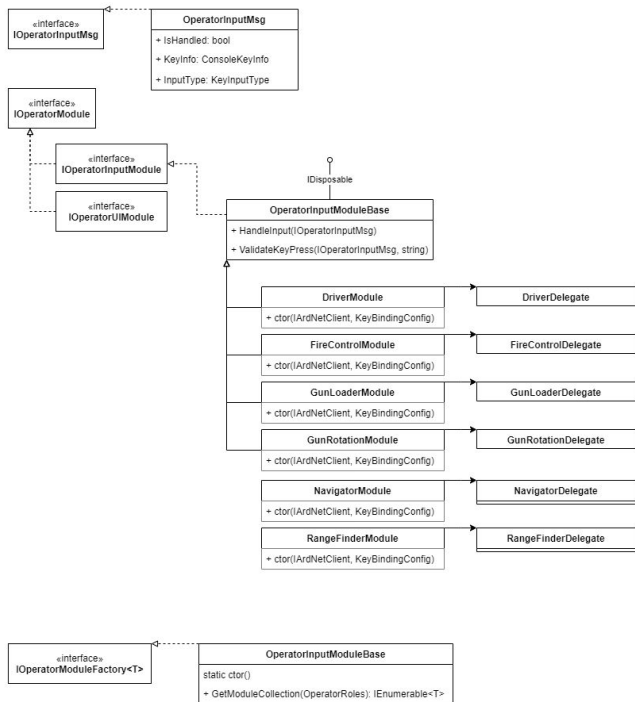 «interface»
IOperatorInputMsg
OperatorInputMsg
+ IsHandled: bool
+ KeyInfo: ConsoleKeyInfo
+ InputType: KeyInputType
«interface»
IOperatorModule
«interface»
IOperatorInputModule
«interface»
IOperatorUIModule
IDisposable
OperatorInputModuleBase
+ HandleInput(IOperatorInputMsg)
+ ValidateKeyPress(IOperatorInputMsg, string)
DriverModule
+ ctor(IArdNetClient, KeyBindingConfig)
DriverDelegate
FireControlModule
+ ctor(IArdNetClient, KeyBindingConfig)
FireControlDelegate
GunLoaderModule
+ ctor(IArdNetClient, KeyBindingConfig)
GunLoaderDelegate
GunRotationModule
+ ctor(IArdNetClient, KeyBindingConfig)
GunRotationDelegate
NavigatorModule
+ ctor(IArdNetClient, KeyBindingConfig)
NavigatorDelegate
RangeFinderModule
+ ctor(IArdNetClient, KeyBindingConfig)
RangeFinderDelegate
«interface»
IOperatorModuleFactory<T>
OperatorInputModuleBase
static ctor()
+ GetModuleCollection(OperatorRoles): IEnumerable<T>